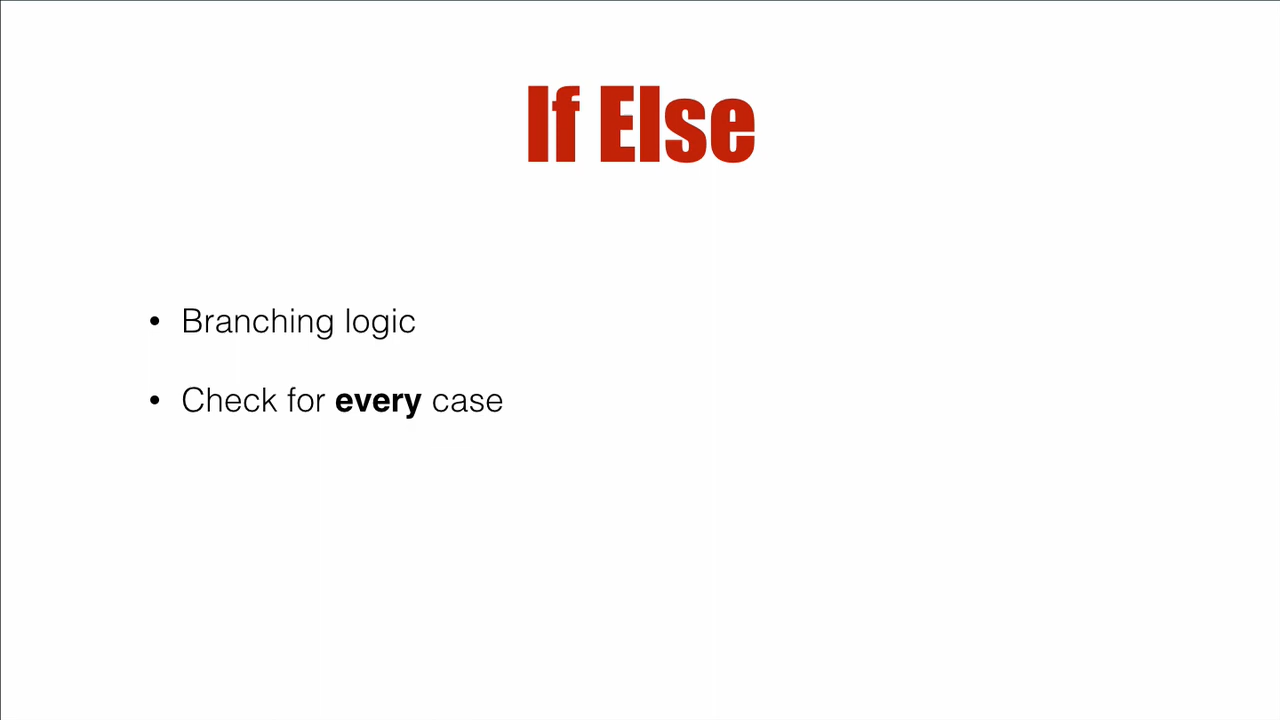 If Else
• Branching logic
• Check for every case